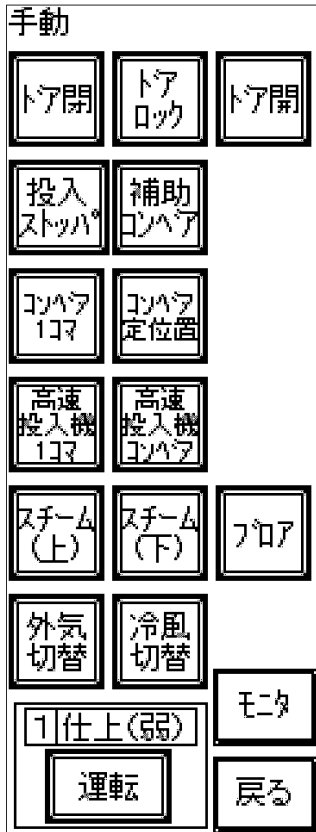 手動
ﾄﾞｱ閉
ﾄﾞｱ
ﾛｯｸ
ﾄﾞｱ開
投入
ｽﾄｯﾊﾟ
補助
ｺﾝﾍﾞｱ
ｺﾝﾍﾞｱ
1ｺﾏ
ｺﾝﾍﾞｱ
定位置
高速
投入機
1ｺﾏ
高速
投入機
ｺﾝﾍﾞｱ
ｽﾁｰﾑ
(上)
ｽﾁｰﾑ
(下)
ﾌﾞﾛｱ
外気
切替
冷風
切替
ﾓﾆﾀ
1 仕上(弱)
運転
戻る